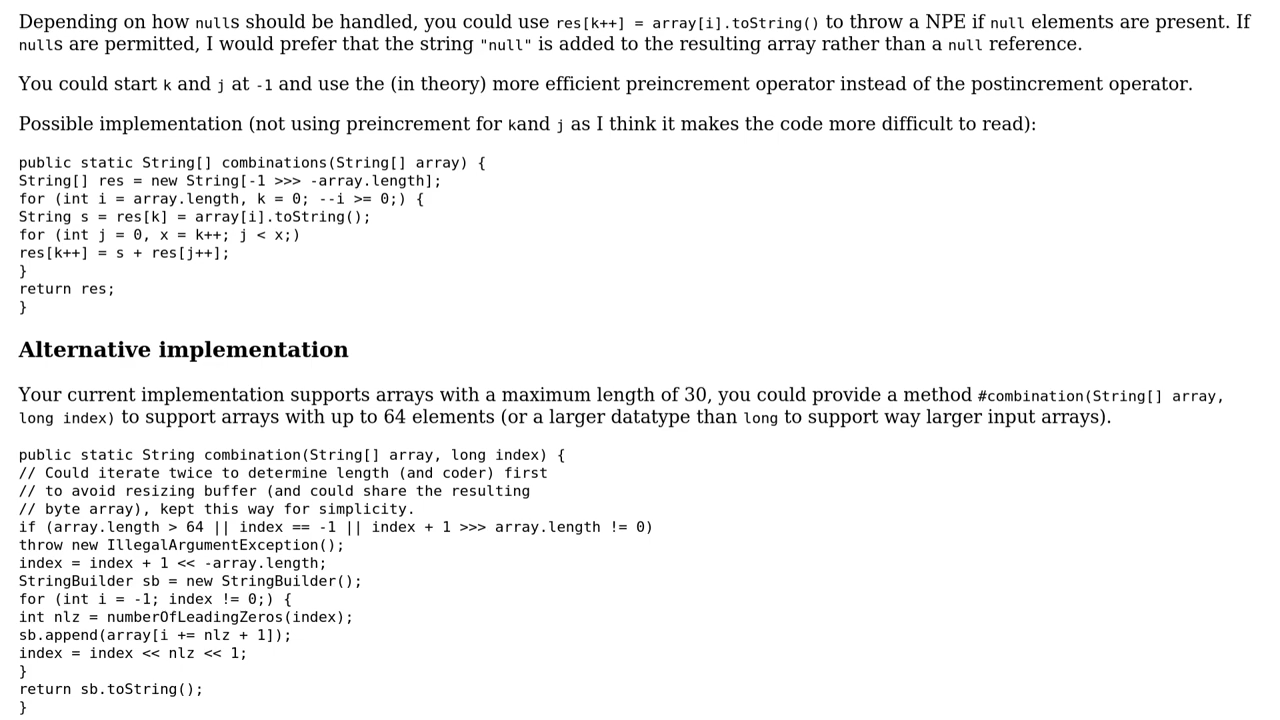 Depending on how nulls should be handled, you could use res[k++] = array[i].toString() to throw a NPE if null elements are present. If
nulls are permitted, I would prefer that the string "null" is added to the resulting array rather than a null reference.
You could start k and j at -1 and use the (in theory) more efficient preincrement operator instead of the postincrement operator.
Possible implementation (not using preincrement for kand j as I think it makes the code more difficult to read):
public static String[] combinations(String[] array) {
String[] res = new String[-1 >>> -array.length];
for (int i = array.length, k = 0; --i >= 0;) {
String s = res[k] = array[i].toString();
for (int j = 0, x = k++; j < x;)
res[k++] = s + res[j++];
}
return res;
}
Alternative implementation
Your current implementation supports arrays with a maximum length of 30, you could provide a method #combination(String[] array,
long index) to support arrays with up to 64 elements (or a larger datatype than long to support way larger input arrays).
public static String combination(String[] array, long index) {
// Could iterate twice to determine length (and coder) first
// to avoid resizing buffer (and could share the resulting
// byte array), kept this way for simplicity.
if (array.length > 64 || index == -1 || index + 1 >>> array.length != 0)
throw new IllegalArgumentException();
index = index + 1 << -array.length;
StringBuilder sb = new StringBuilder();
for (int i = -1; index != 0;) {
int nlz = numberOfLeadingZeros(index);
sb.append(array[i += nlz + 1]);
index = index << nlz << 1;
}
return sb.toString();
}